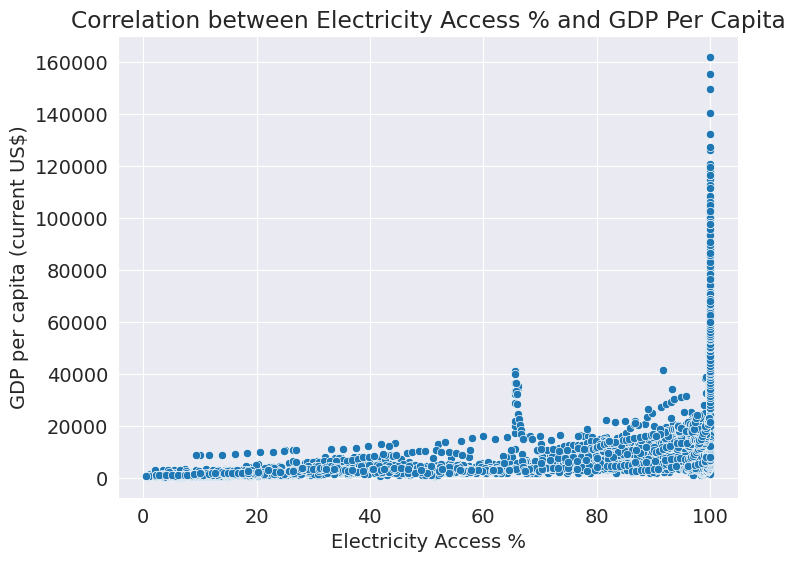 Correlation between Electricity Access % and GDP Per Capita
GDP per capita (current US$)
160000
140000
120000
100000
80000
60000
40000
20000
0
0 20 40 60 80 100
Electricity Access %